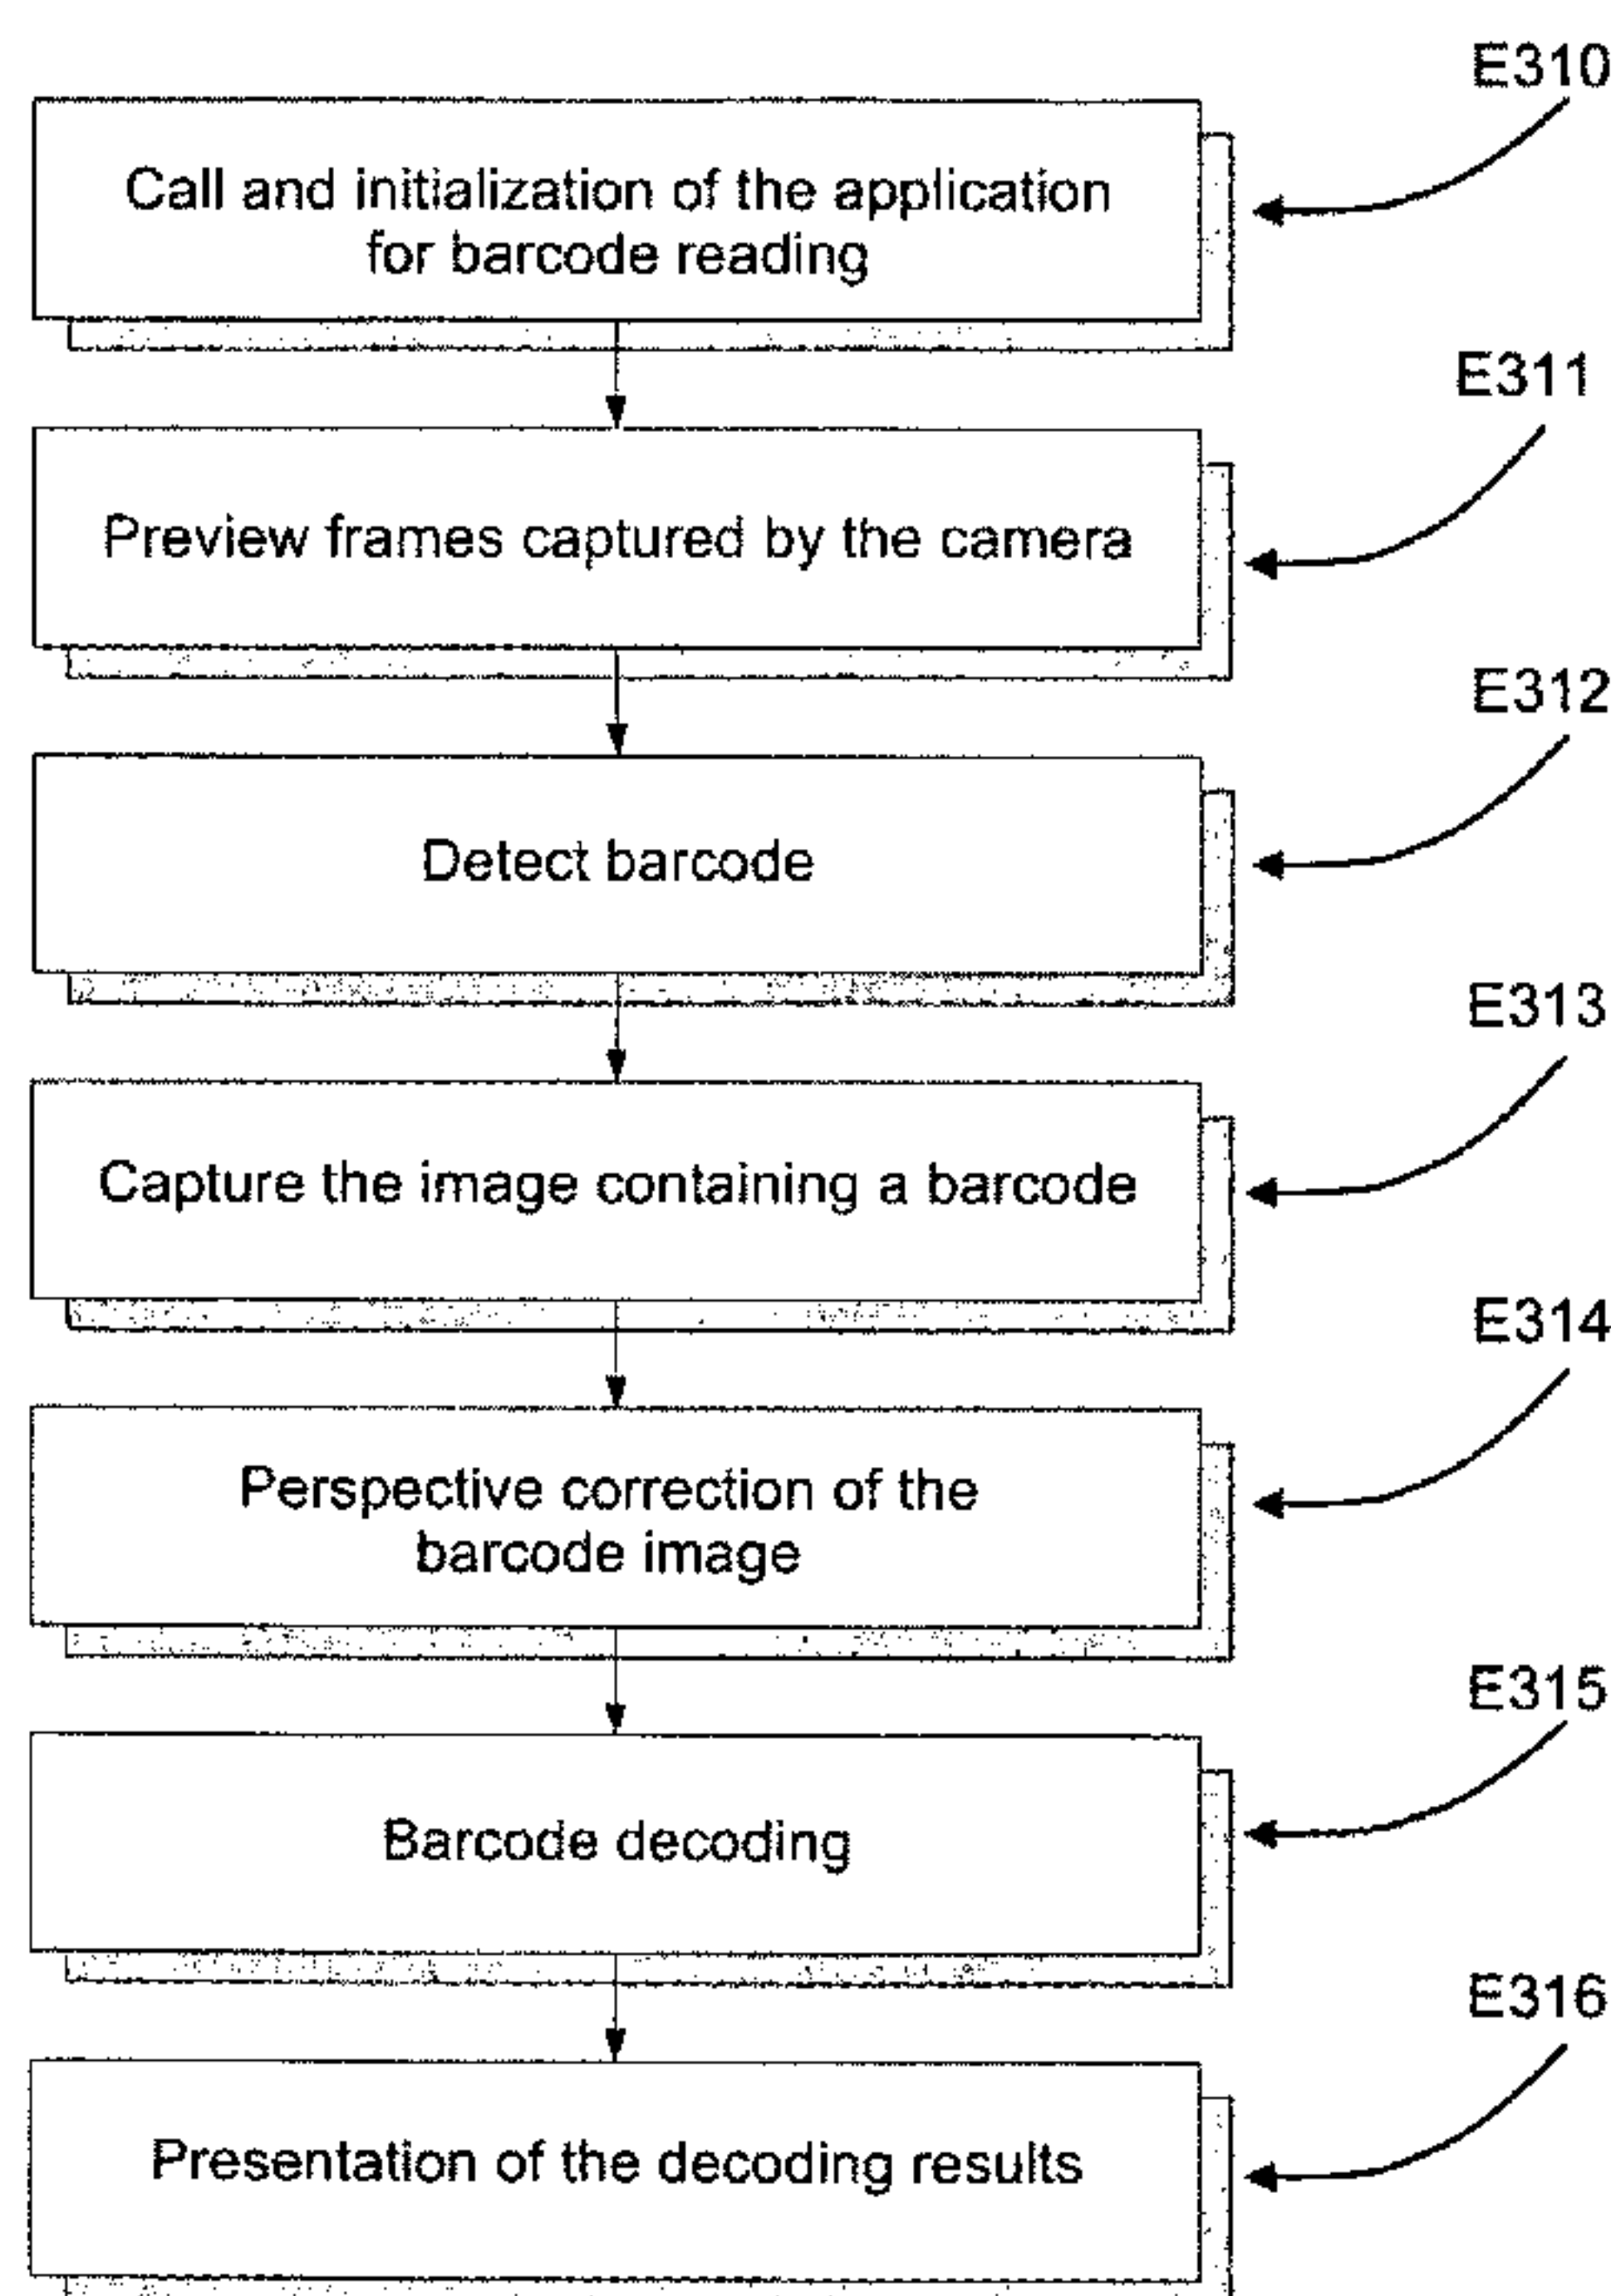 E310
Call and initialization of the application
for barcode reading
E311
Preview frames captured by the camera
E312
Detect barcode
E313
Capture the image containing a barcode
E314
Perspective correction of the
barcode image
E315
Barcode decoding
E316
Presentation of the decoding results